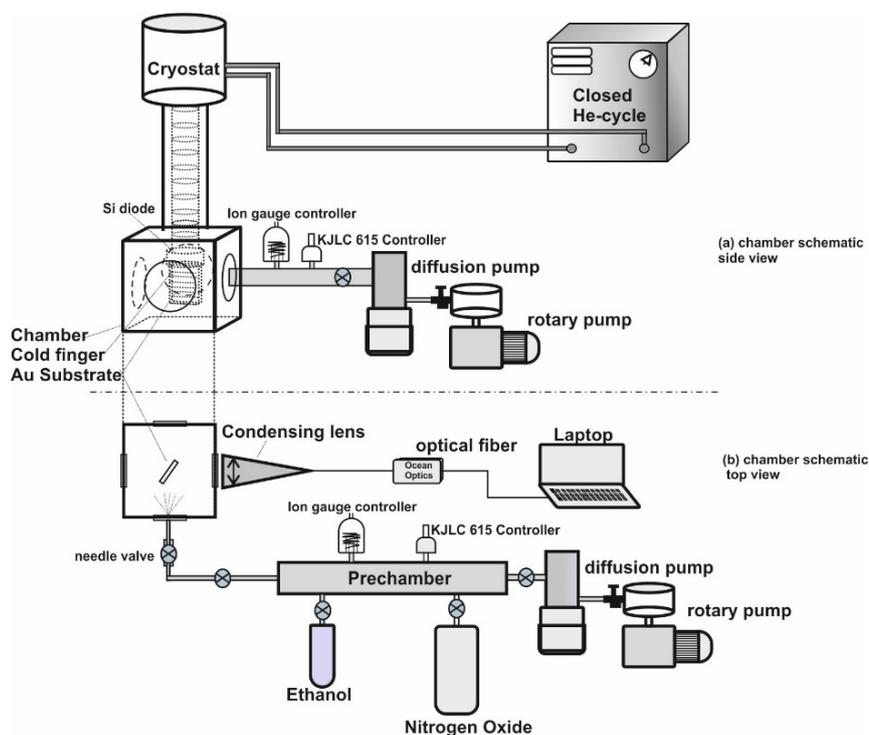 Cryostat
Closed
He-cycle
Si diode
Ion gauge controller
KJLC 615 Controller
(a) chamber schematic
side view
diffusion pump
rotary pump
Chamber
Cold finger
Au Substrate
Condensing lens
optical fiber
Ocean
Optics
Laptop
(b) chamber schematic
top view
Ion gauge controller
KJLC 615 Controller
needle valve
Prechamber
diffusion pump
rotary pump
Ethanol
Nitrogen Oxide